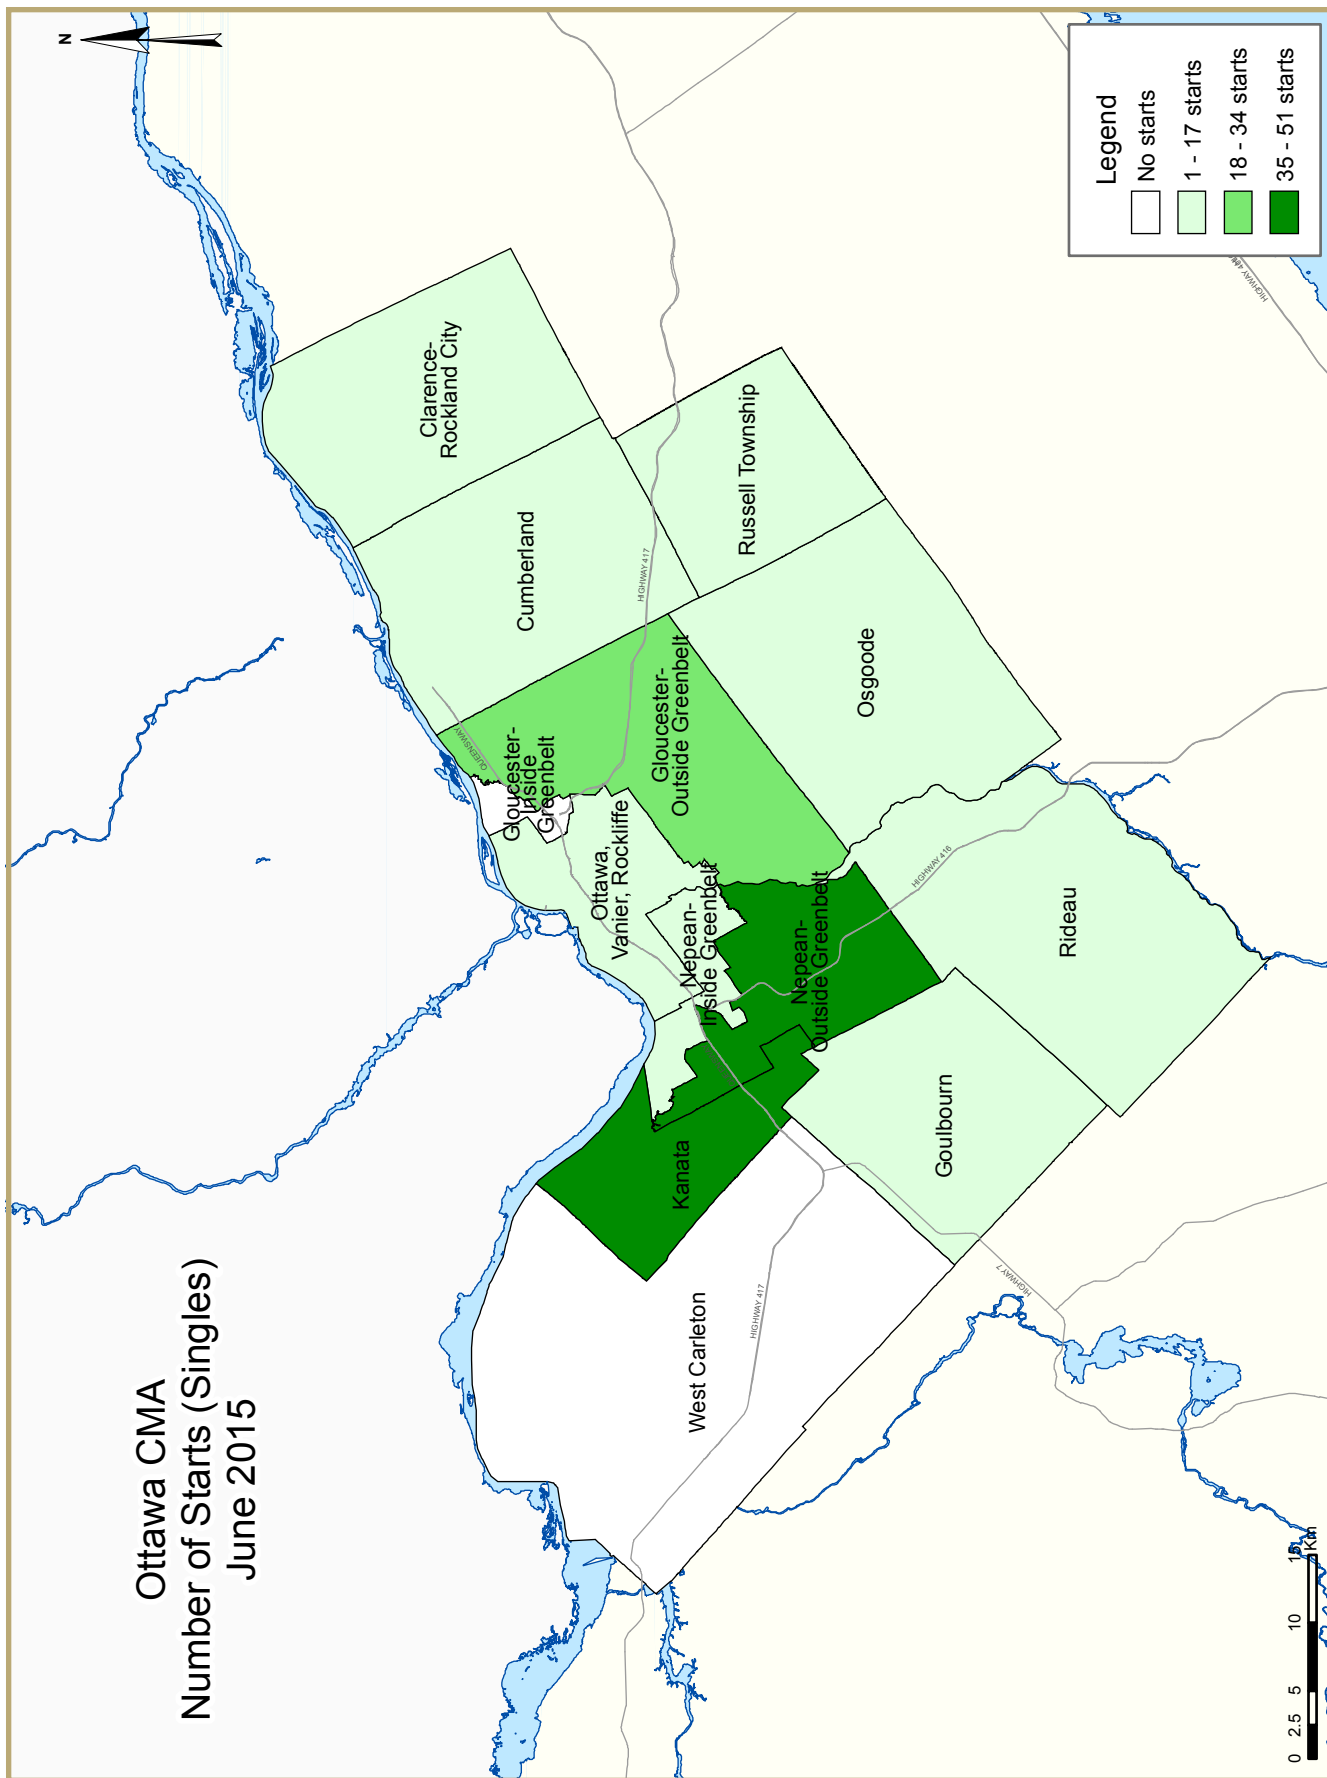 Ottawa CMA
Number of Starts (Singles)
June 2015
N
Legend
No starts
1 - 17 starts
18 - 34 starts
35 - 51 starts
Clarence-
Rockland City
Cumberland
Russell Township
Osgoode
Gloucester-
Outside Greenbelt
Gloucester-
Inside
Greenbelt
Ottawa,
Vanier, Rockliffe
Nepean-
Inside Greenbelt
Nepean-
Outside Greenbelt
Rideau
Goulbourn
Kanata
West Carleton
QUEENSWAY
HIGHWAY 417
HIGHWAY 416
HIGHWAY 417
HIGHWAY 7
HIGHWAY
0 2.5 5 10 15
Km